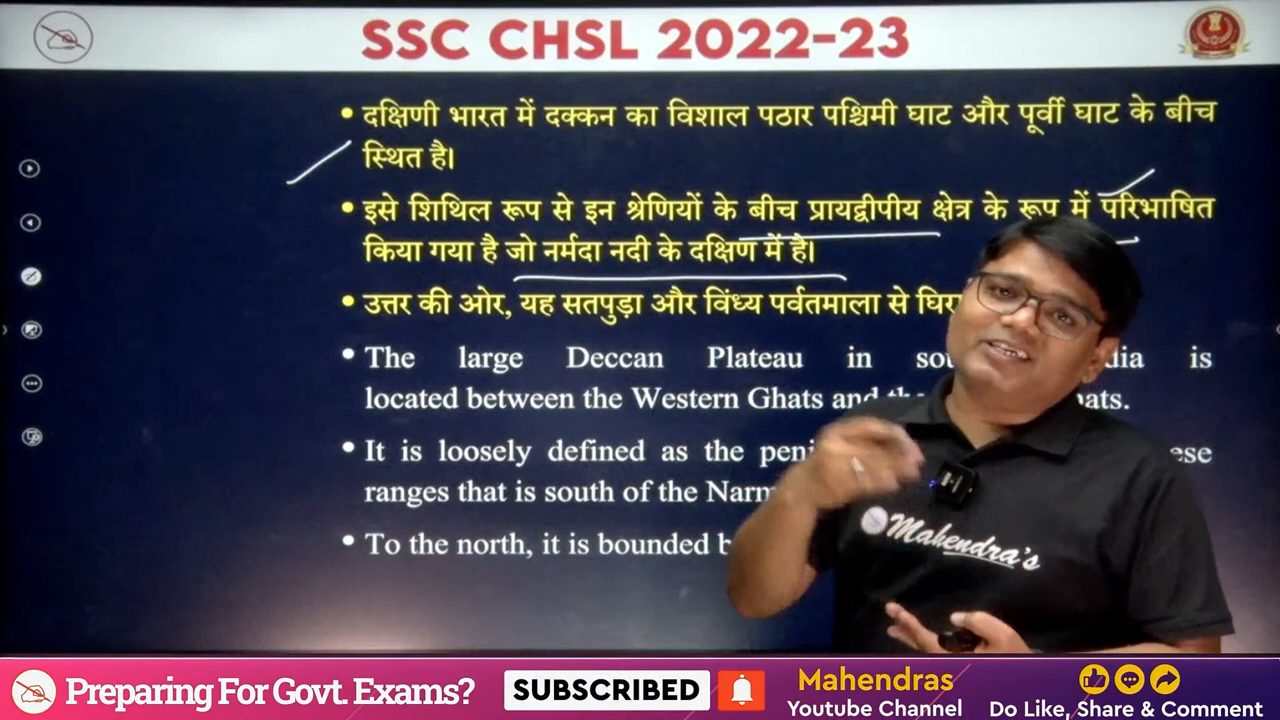 SSC CHSL 2022-23
• दक्षिणी भारत में दक्कन का विशाल पठार पश्चिमी घाट और पूर्वी घाट के बीच
स्थित है।
• इसे शिथिल रूप से इन श्रेणियों के बीच प्रायद्वीपीय क्षेत्र के रूप में परिभाषित
किया गया है जो नर्मदा नदी के दक्षिण में है।
• उत्तर की ओर, यह सतपुड़ा और विंध्य पर्वतमाला से
• The large Deccan Plateau in is
located between the Western Ghats and
• It is loosely defined as the
ranges that is south of the
• To the north, it is bounded
Mahendra's
Preparing For Govt. Exams?
SUBSCRIBED
Mahendras
Youtube Channel
Do Like, Share & Comment